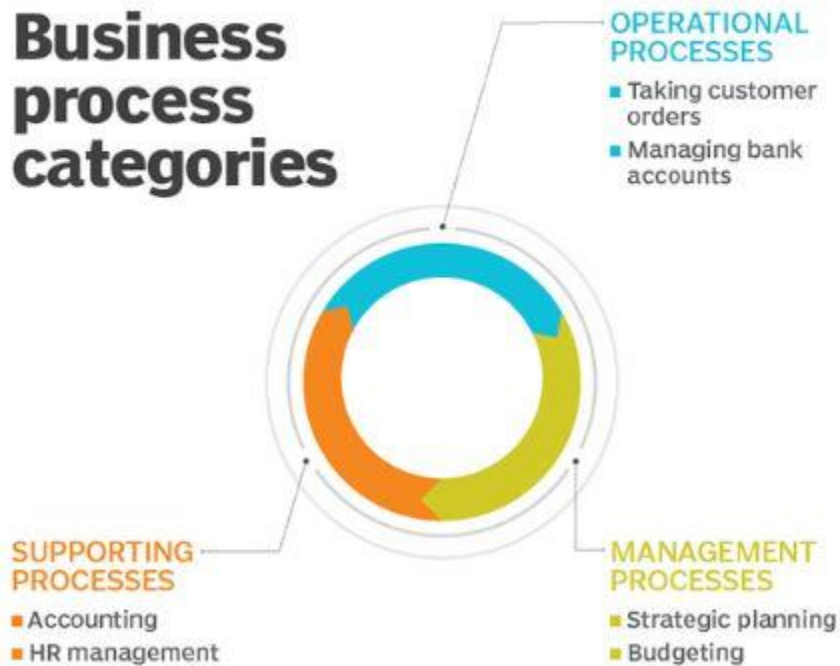 Business
process
categories
OPERATIONAL
PROCESSES
Taking customer
orders
Managing bank
accounts
SUPPORTING
PROCESSES
Accounting
HR management
MANAGEMENT
PROCESSES
Strategic planning
Budgeting